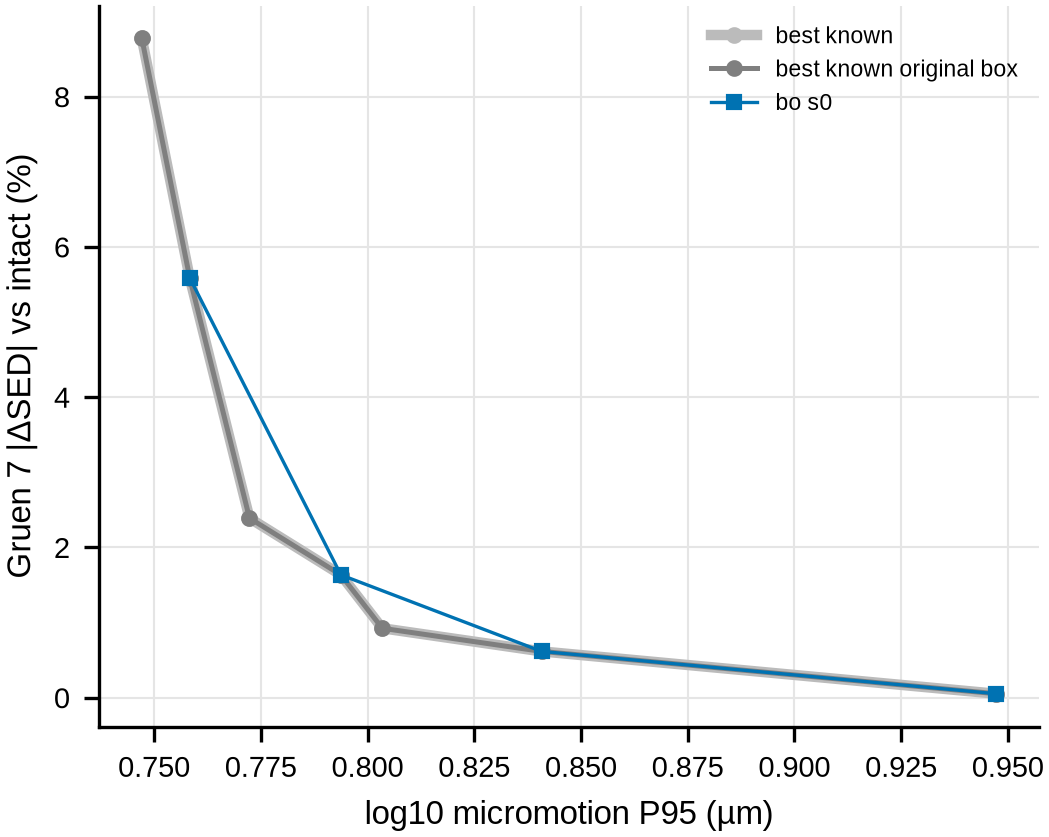 best known
best known original box
bo s0
Gruen 7 |ΔSED| vs intact (%)
8
6
4
2
0
0.750 0.775 0.800 0.825 0.850 0.875 0.900 0.925 0.950
log10 micromotion P95 (µm)